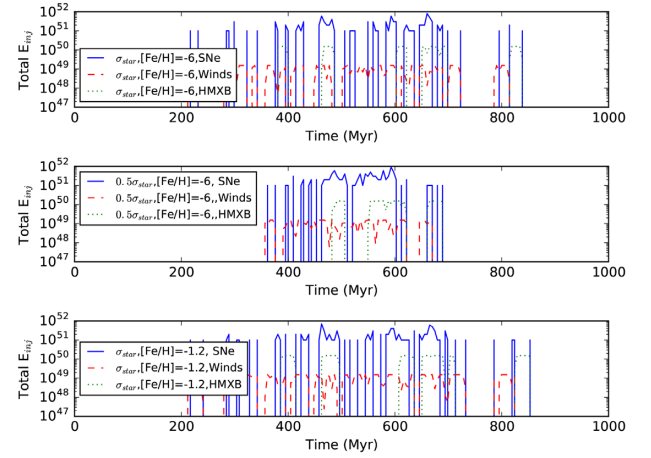 10^52
10^51
10^50
10^49
10^48
10^47
Total E_inj
σ_star,[Fe/H]=-6,SNe
σ_star,[Fe/H]=-6,Winds
σ_star,[Fe/H]=-6,HMXB
0 200 400 600 800 1000
Time (Myr)
10^52
10^51
10^50
10^49
10^48
10^47
Total E_inj
0.5σ_star,[Fe/H]=-6, SNe
0.5σ_star,[Fe/H]=-6,,Winds
0.5σ_star,[Fe/H]=-6,,HMXB
0 200 400 600 800 1000
Time (Myr)
10^52
10^51
10^50
10^49
10^48
10^47
Total E_inj
σ_star,[Fe/H]=-1.2, SNe
σ_star,[Fe/H]=-1.2,Winds
σ_star,[Fe/H]=-1.2,HMXB
0 200 400 600 800 1000
Time (Myr)